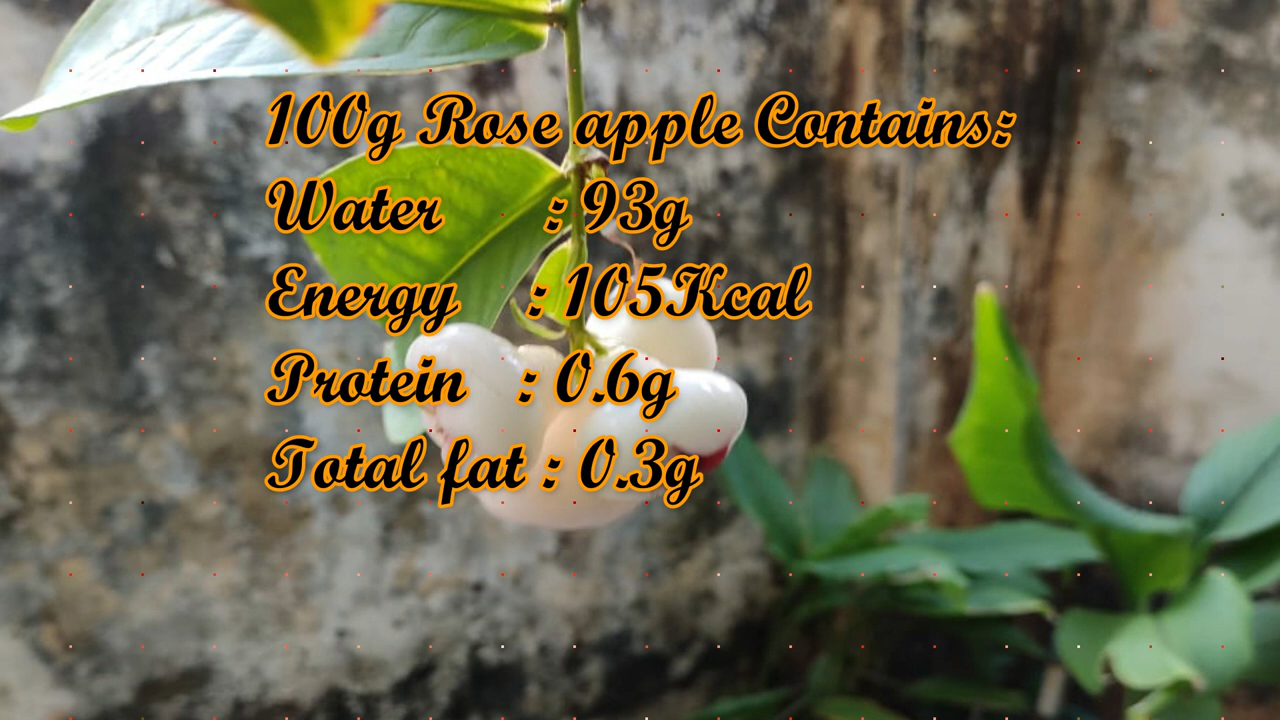 100g Rose apple Contains:
Water : 93g
Energy : 105Kcal
Protein : 0.6g
Total fat : 0.3g